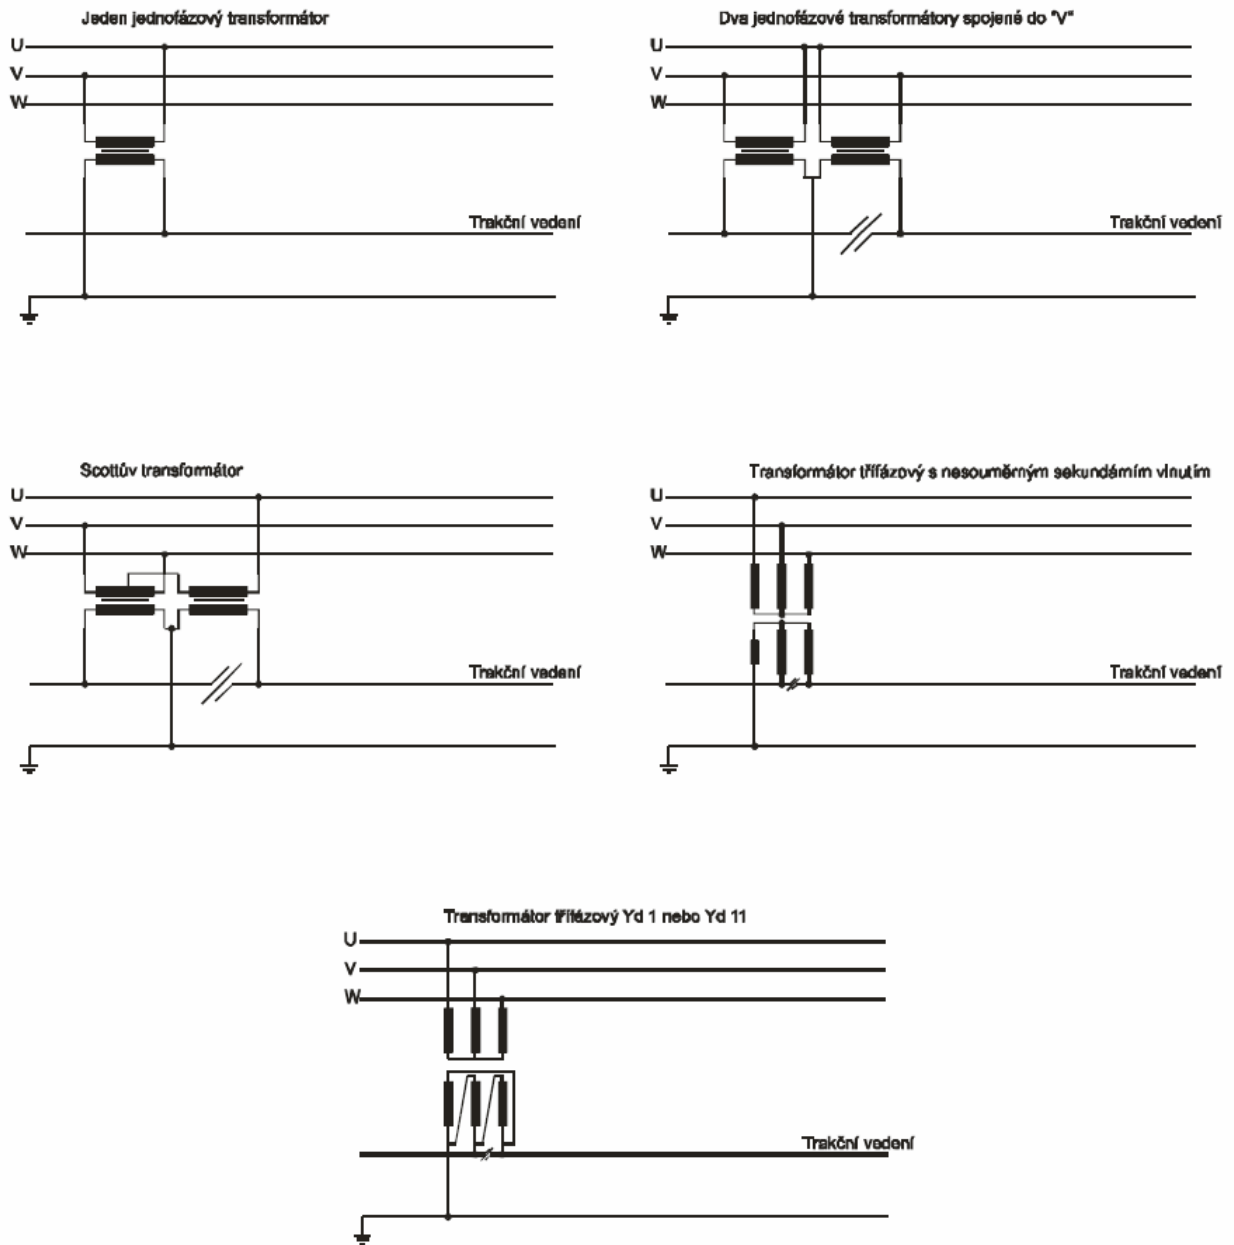 Jeden jednofázový transformátor
U
V
W
Trakční vedení
Dva jednofázové transformátory spojené do "V"
U
V
W
Trakční vedení
Scottův transformátor
U
V
W
Trakční vedení
Transformátor třífázový s nesouměrným sekundárním vinutím
U
V
W
Trakční vedení
Transformátor třífázový Yd 1 nebo Yd 11
U
V
W
Trakční vedení